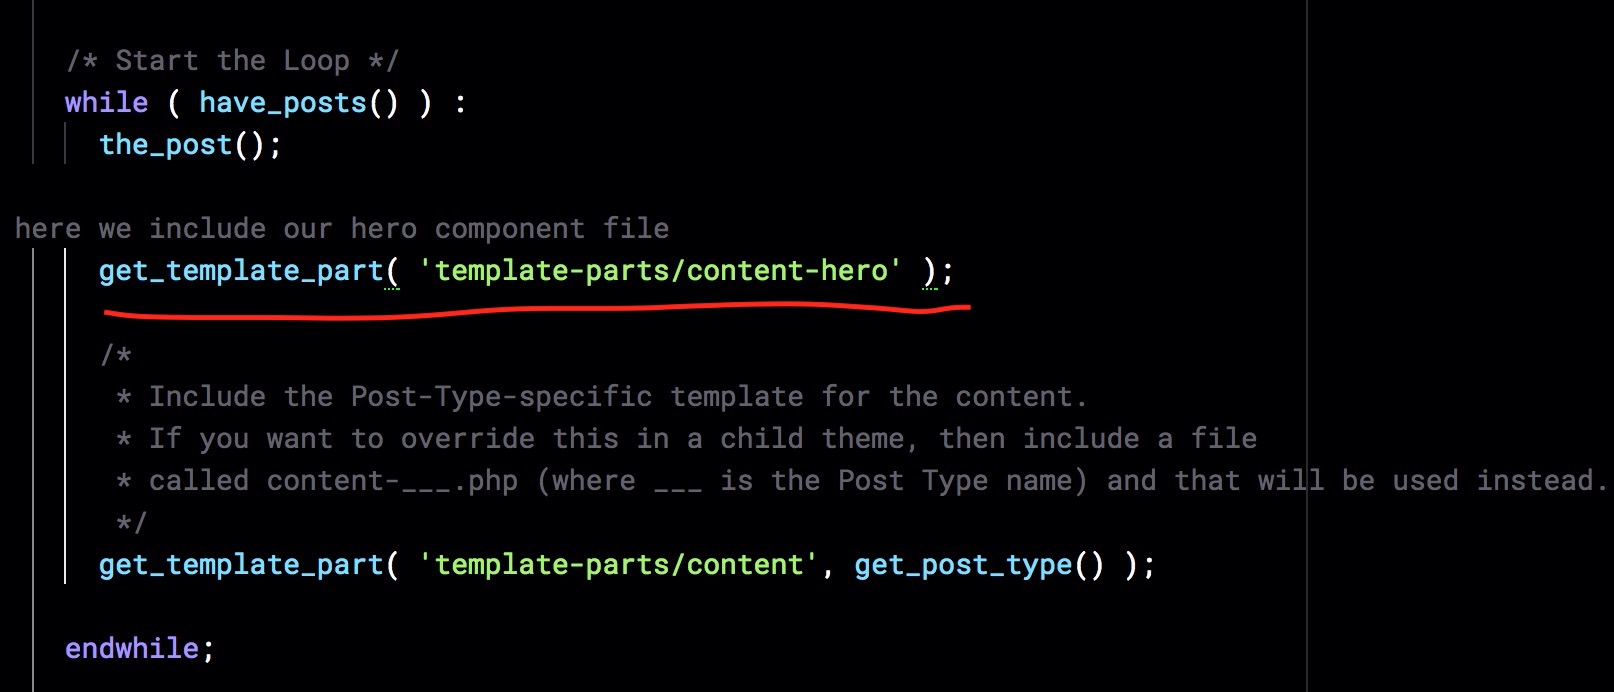 /* Start the Loop */
while ( have_posts() ) :
the_post();
here we include our hero component file
get_template_part( 'template-parts/content-hero' );
/*
* Include the Post-Type-specific template for the content.
* If you want to override this in a child theme, then include a file
* called content-___.php (where ___ is the Post Type name) and that will be used instead.
*/
get_template_part( 'template-parts/content', get_post_type() );
endwhile;